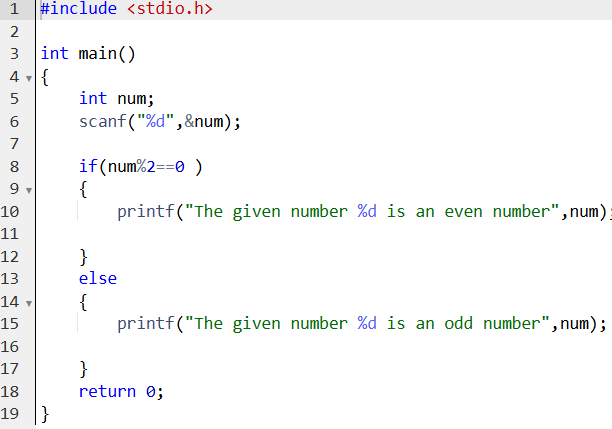 1 #include <stdio.h>
2
3 int main()
4 {
5     int num;
6     scanf("%d",&num);
7
8     if(num%2==0 )
9     {
10         printf("The given number %d is an even number",num);
11
12     }
13     else
14     {
15         printf("The given number %d is an odd number",num);
16
17     }
18     return 0;
19 }